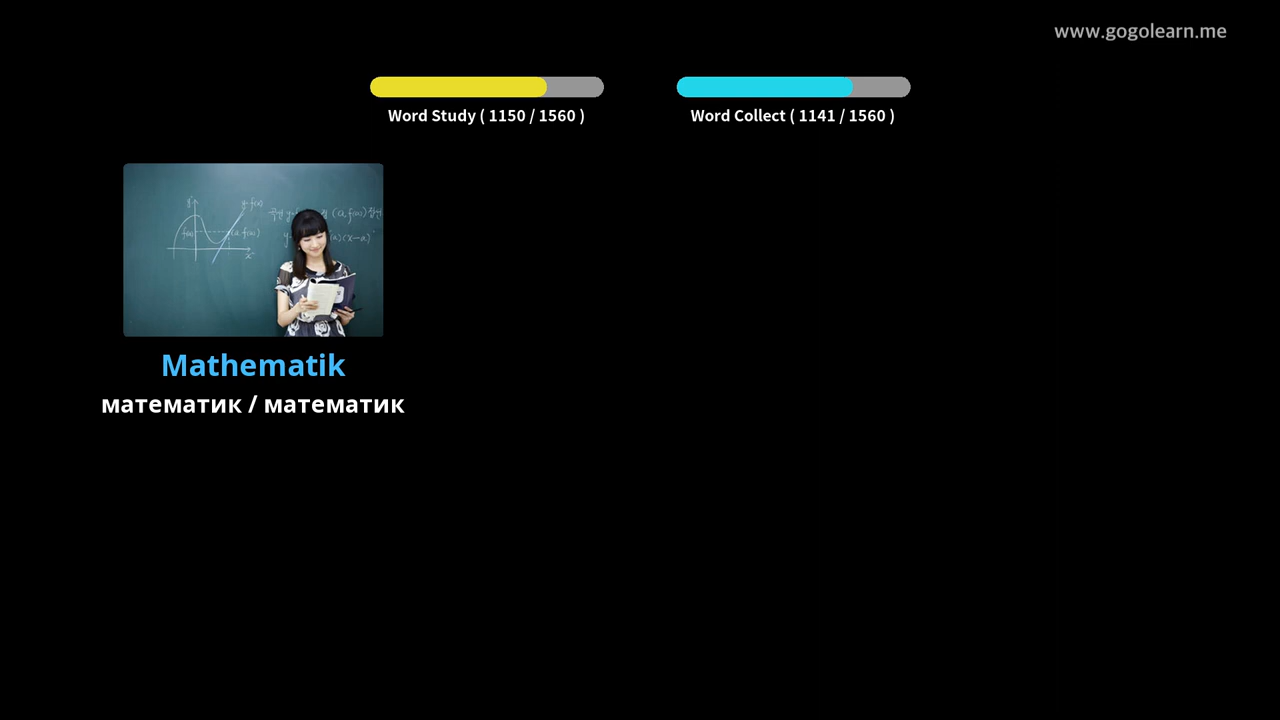 www.gogolearn.me
Word Study ( 1150 / 1560 )
Word Collect ( 1141 / 1560 )
y=f(x)
f(a)
(a, f(a))
x
Mathematik
математик / математик